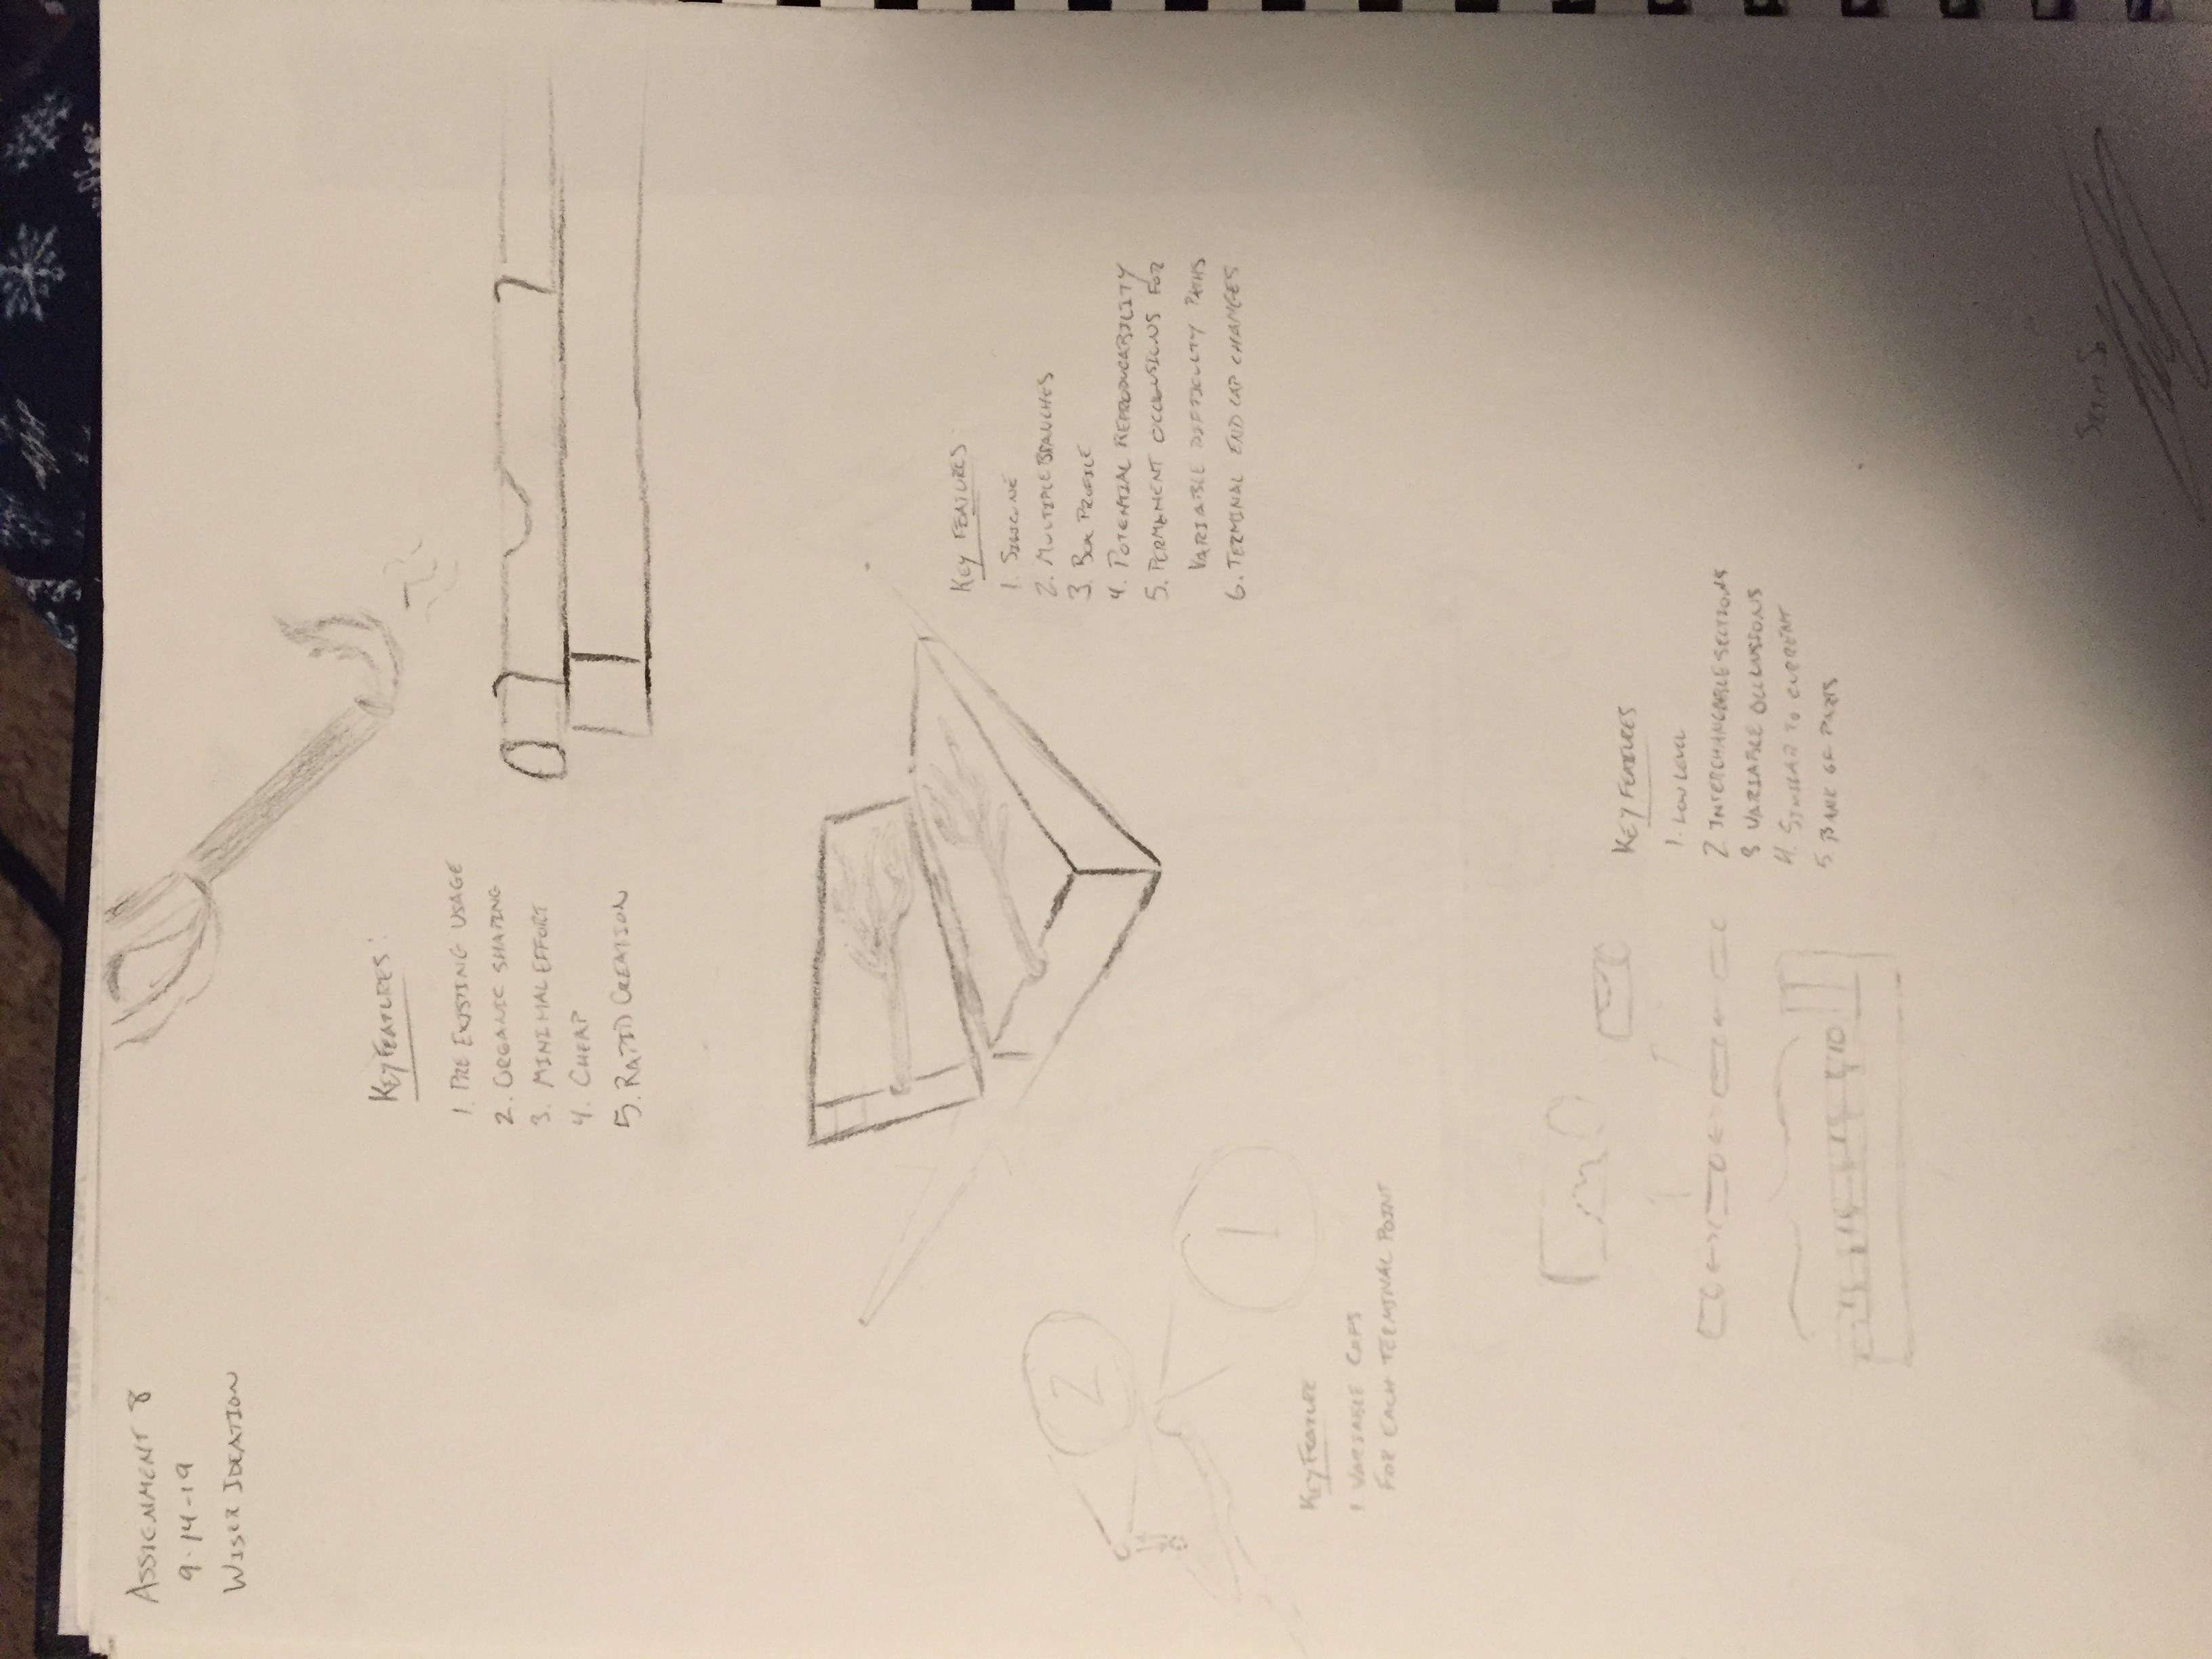 ASSIGNMENT 8
9-14-19
WISER IDEATION
KEY FEATURES:
1. PRE EXISTING USAGE
2. ORGANIC SHAPING
3. MINIMAL EFFORT
4. CHEAP
5. RAPID CREATION
KEY FEATURES:
1. SILICONE
2. MULTIPLE BRANCHES
3. BOX PROFILE
4. POTENTIAL REPRODUCABILITY
5. PERMANENT OCCLUSIONS FOR
VARIABLE DIFFICULTY PATHS
6. TERMINAL END CAP CHANGES
2
1
KEY FEATURE
1 VARIABLE CAPS
FOR EACH TERMINAL POINT
KEY FEATURES
1. LOW LEVEL
2 INTERCHANGABLE SECTIONS
3 VARIABLE OCCLUSIONS
4. SIMILAR TO CURRENT
5. BANK OF PARTS